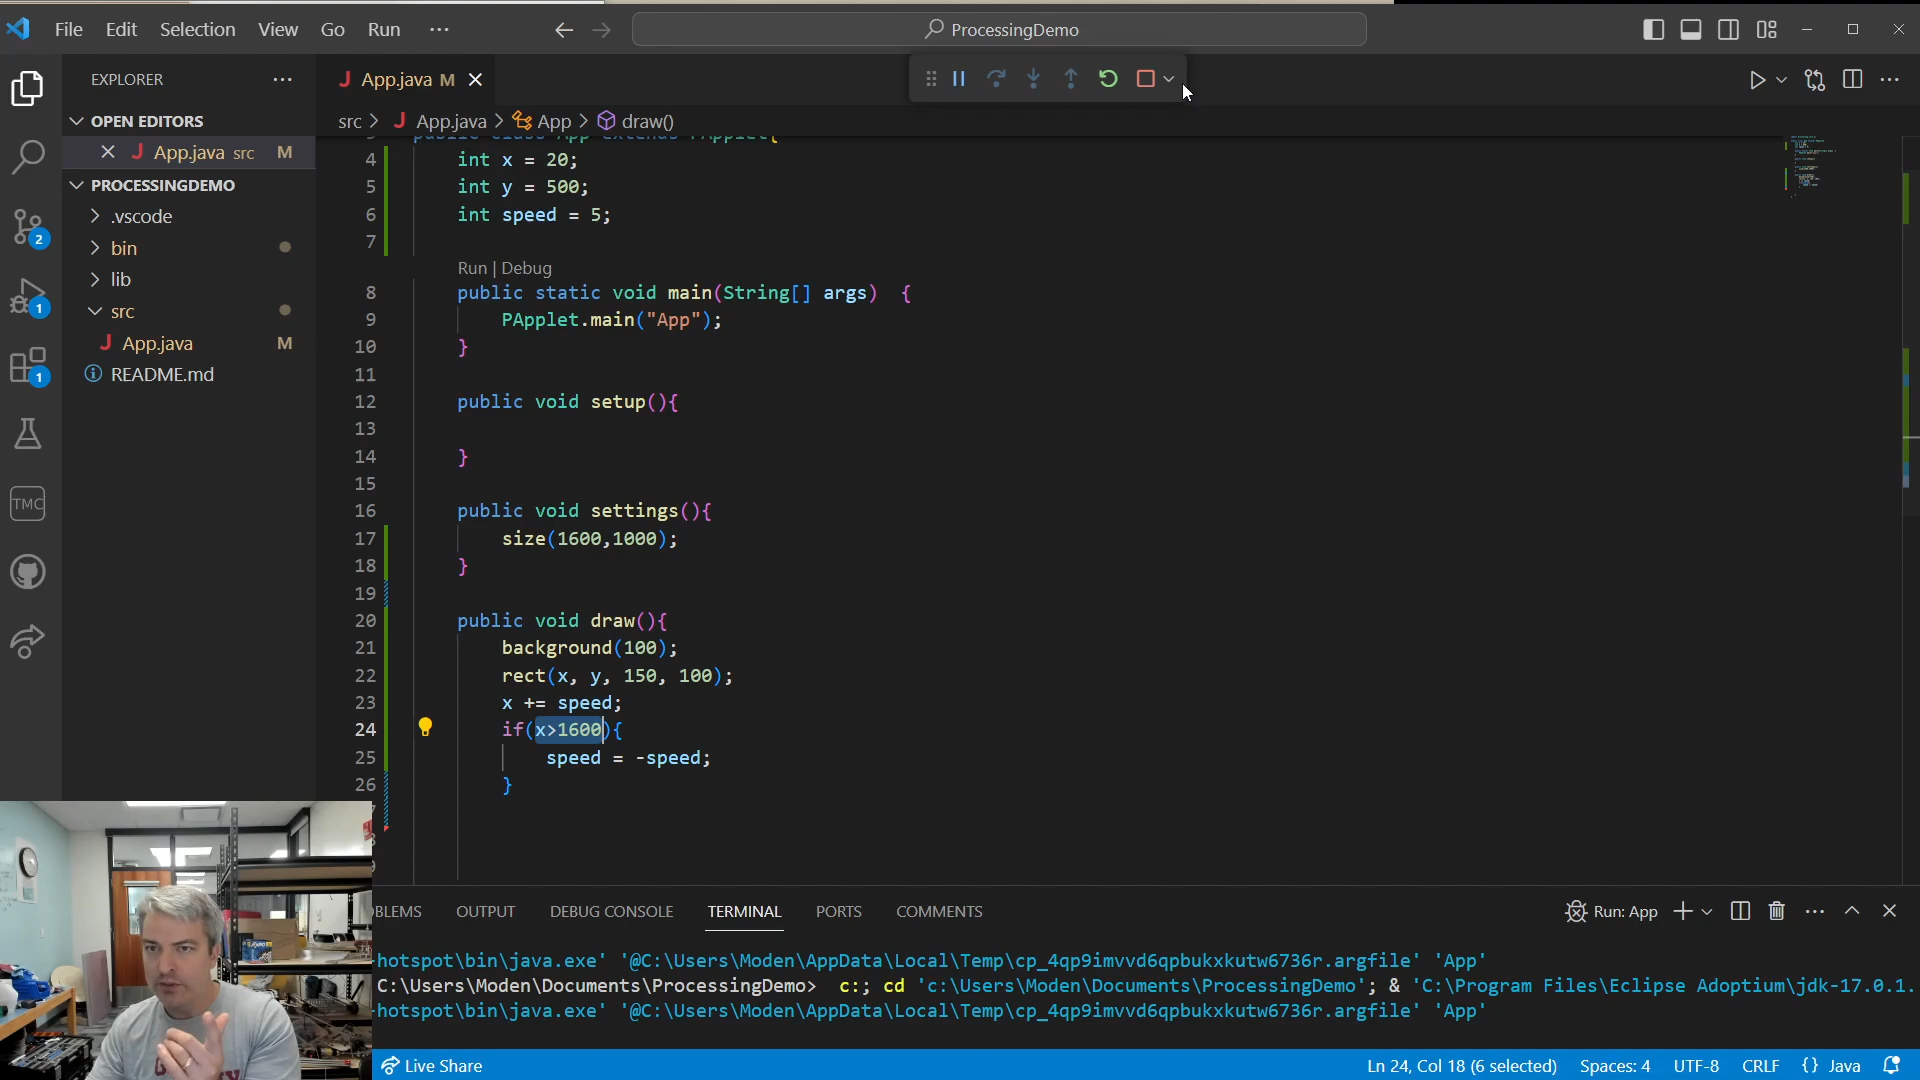 File Edit Selection View Go Run ···
ProcessingDemo
EXPLORER ···
OPEN EDITORS
App.java src M
PROCESSINGDEMO
.vscode
bin
lib
src
App.java M
README.md
2
1
1
TMC
App.java M
src > App.java > App > draw()
4 int x = 20;
5 int y = 500;
6 int speed = 5;
7
Run | Debug
8 public static void main(String[] args) {
9 PApplet.main("App");
10 }
11
12 public void setup(){
13
14 }
15
16 public void settings(){
17 size(1600,1000);
18 }
19
20 public void draw(){
21 background(100);
22 rect(x, y, 150, 100);
23 x += speed;
24 if(x>1600){
25 speed = -speed;
26 }
BLEMS OUTPUT DEBUG CONSOLE TERMINAL PORTS COMMENTS
Run: App
-hotspot\bin\java.exe' '@C:\Users\Moden\AppData\Local\Temp\cp_4qp9imvvd6qpbukxkutw6736r.argfile' 'App'
C:\Users\Moden\Documents\ProcessingDemo> c:; cd 'c:\Users\Moden\Documents\ProcessingDemo'; & 'C:\Program Files\Eclipse Adoptium\jdk-17.0.1.
-hotspot\bin\java.exe' '@C:\Users\Moden\AppData\Local\Temp\cp_4qp9imvvd6qpbukxkutw6736r.argfile' 'App'
Live Share
Ln 24, Col 18 (6 selected) Spaces: 4 UTF-8 CRLF {} Java